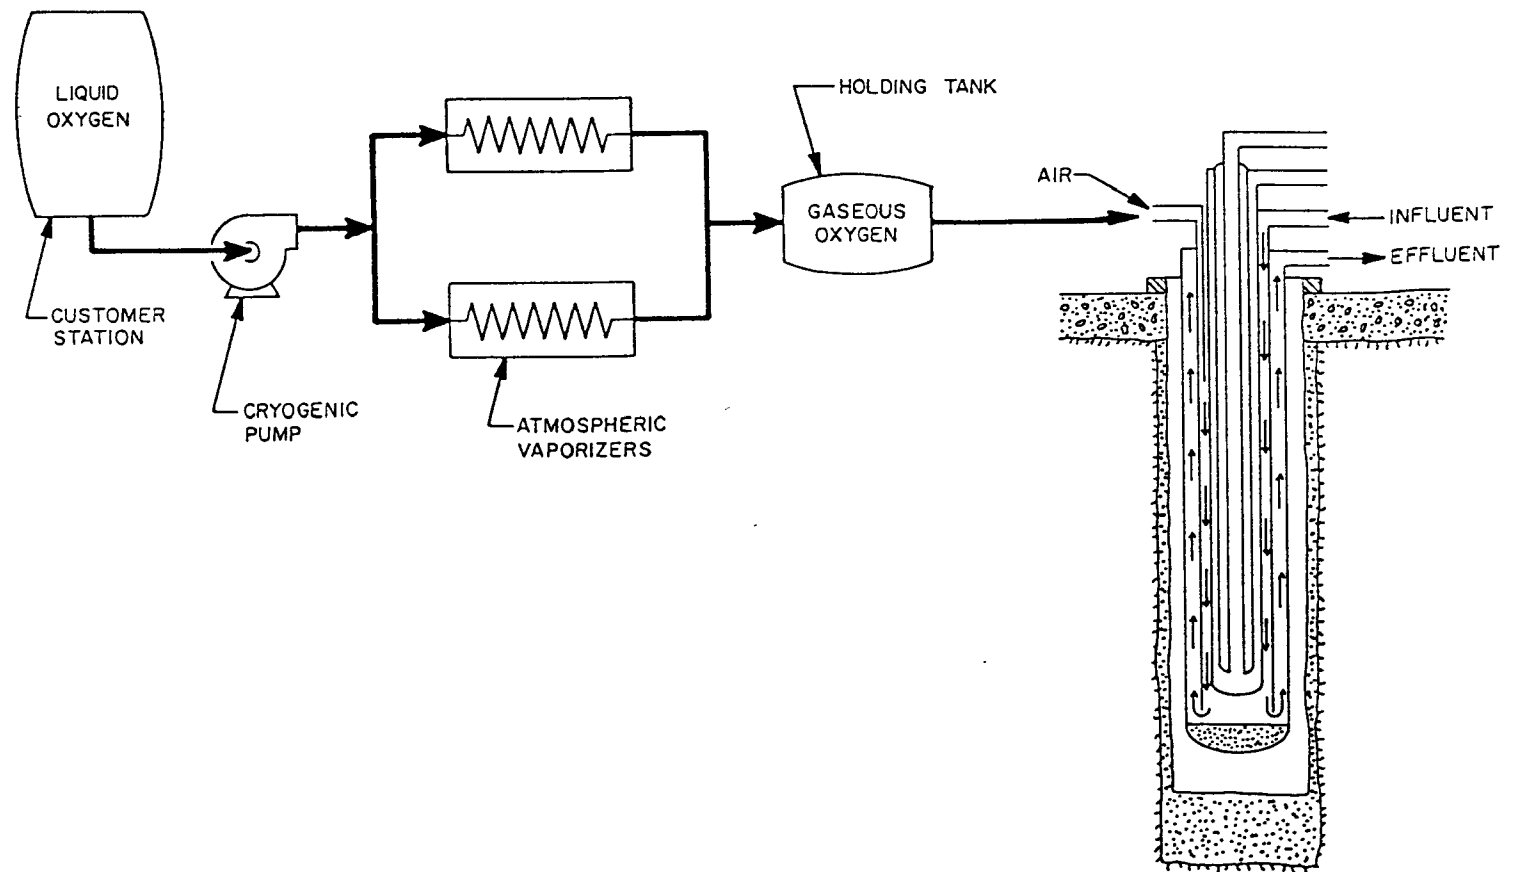 LIQUID
OXYGEN
CUSTOMER
STATION
CRYOGENIC
PUMP
ATMOSPHERIC
VAPORIZERS
HOLDING TANK
GASEOUS
OXYGEN
AIR
INFLUENT
EFFLUENT